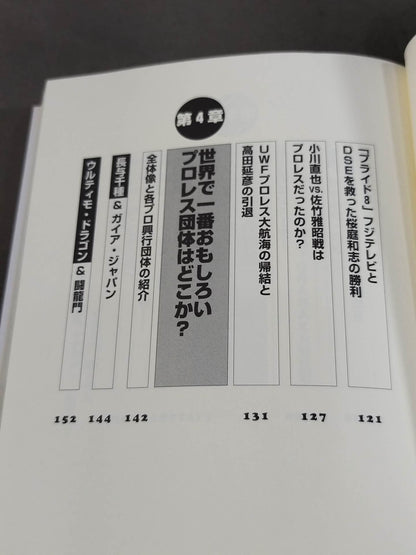 「プライド8」フジテレビと
DSEを救った桜庭和志の勝利
121
小川直也vs.佐竹雅昭戦は
プロレスだったのか?
127
UWFプロレス大航海の帰結と
高田延彦の引退
131
第4章
世界で一番おもしろい
プロレス団体はどこか?
全体像と各プロ興行団体の紹介
142
長与千種 & ガイア・ジャパン
144
ウルティモ・ドラゴン & 闘龍門
152